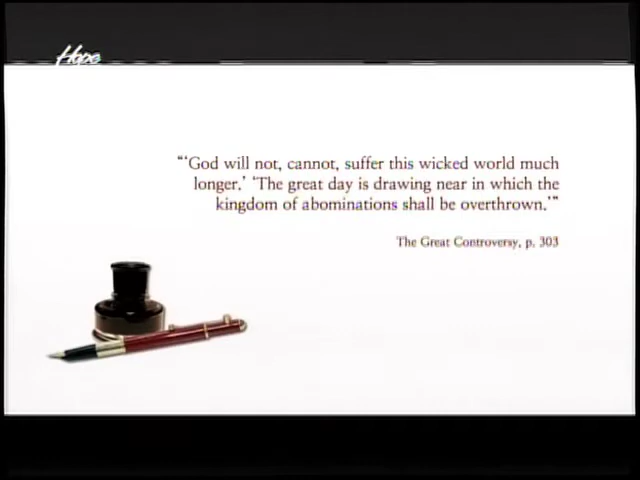 Hope
“‘God will not, cannot, suffer this wicked world much
longer.’ ‘The great day is drawing near in which the
kingdom of abominations shall be overthrown.’”
The Great Controversy, p. 303